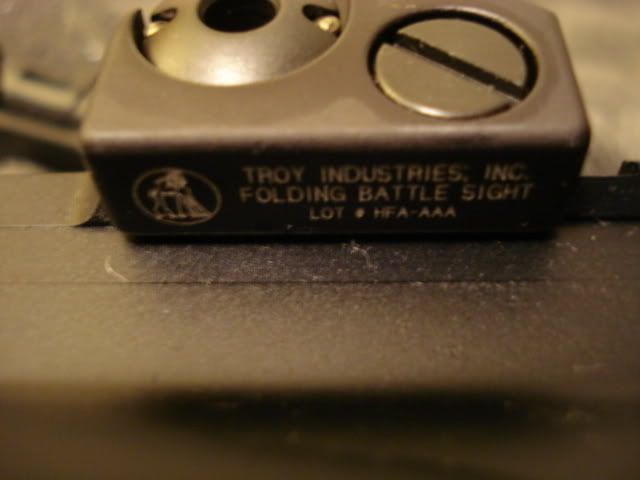 TROY INDUSTRIES, INC.
FOLDING BATTLE SIGHT
LOT # HFA-AAA